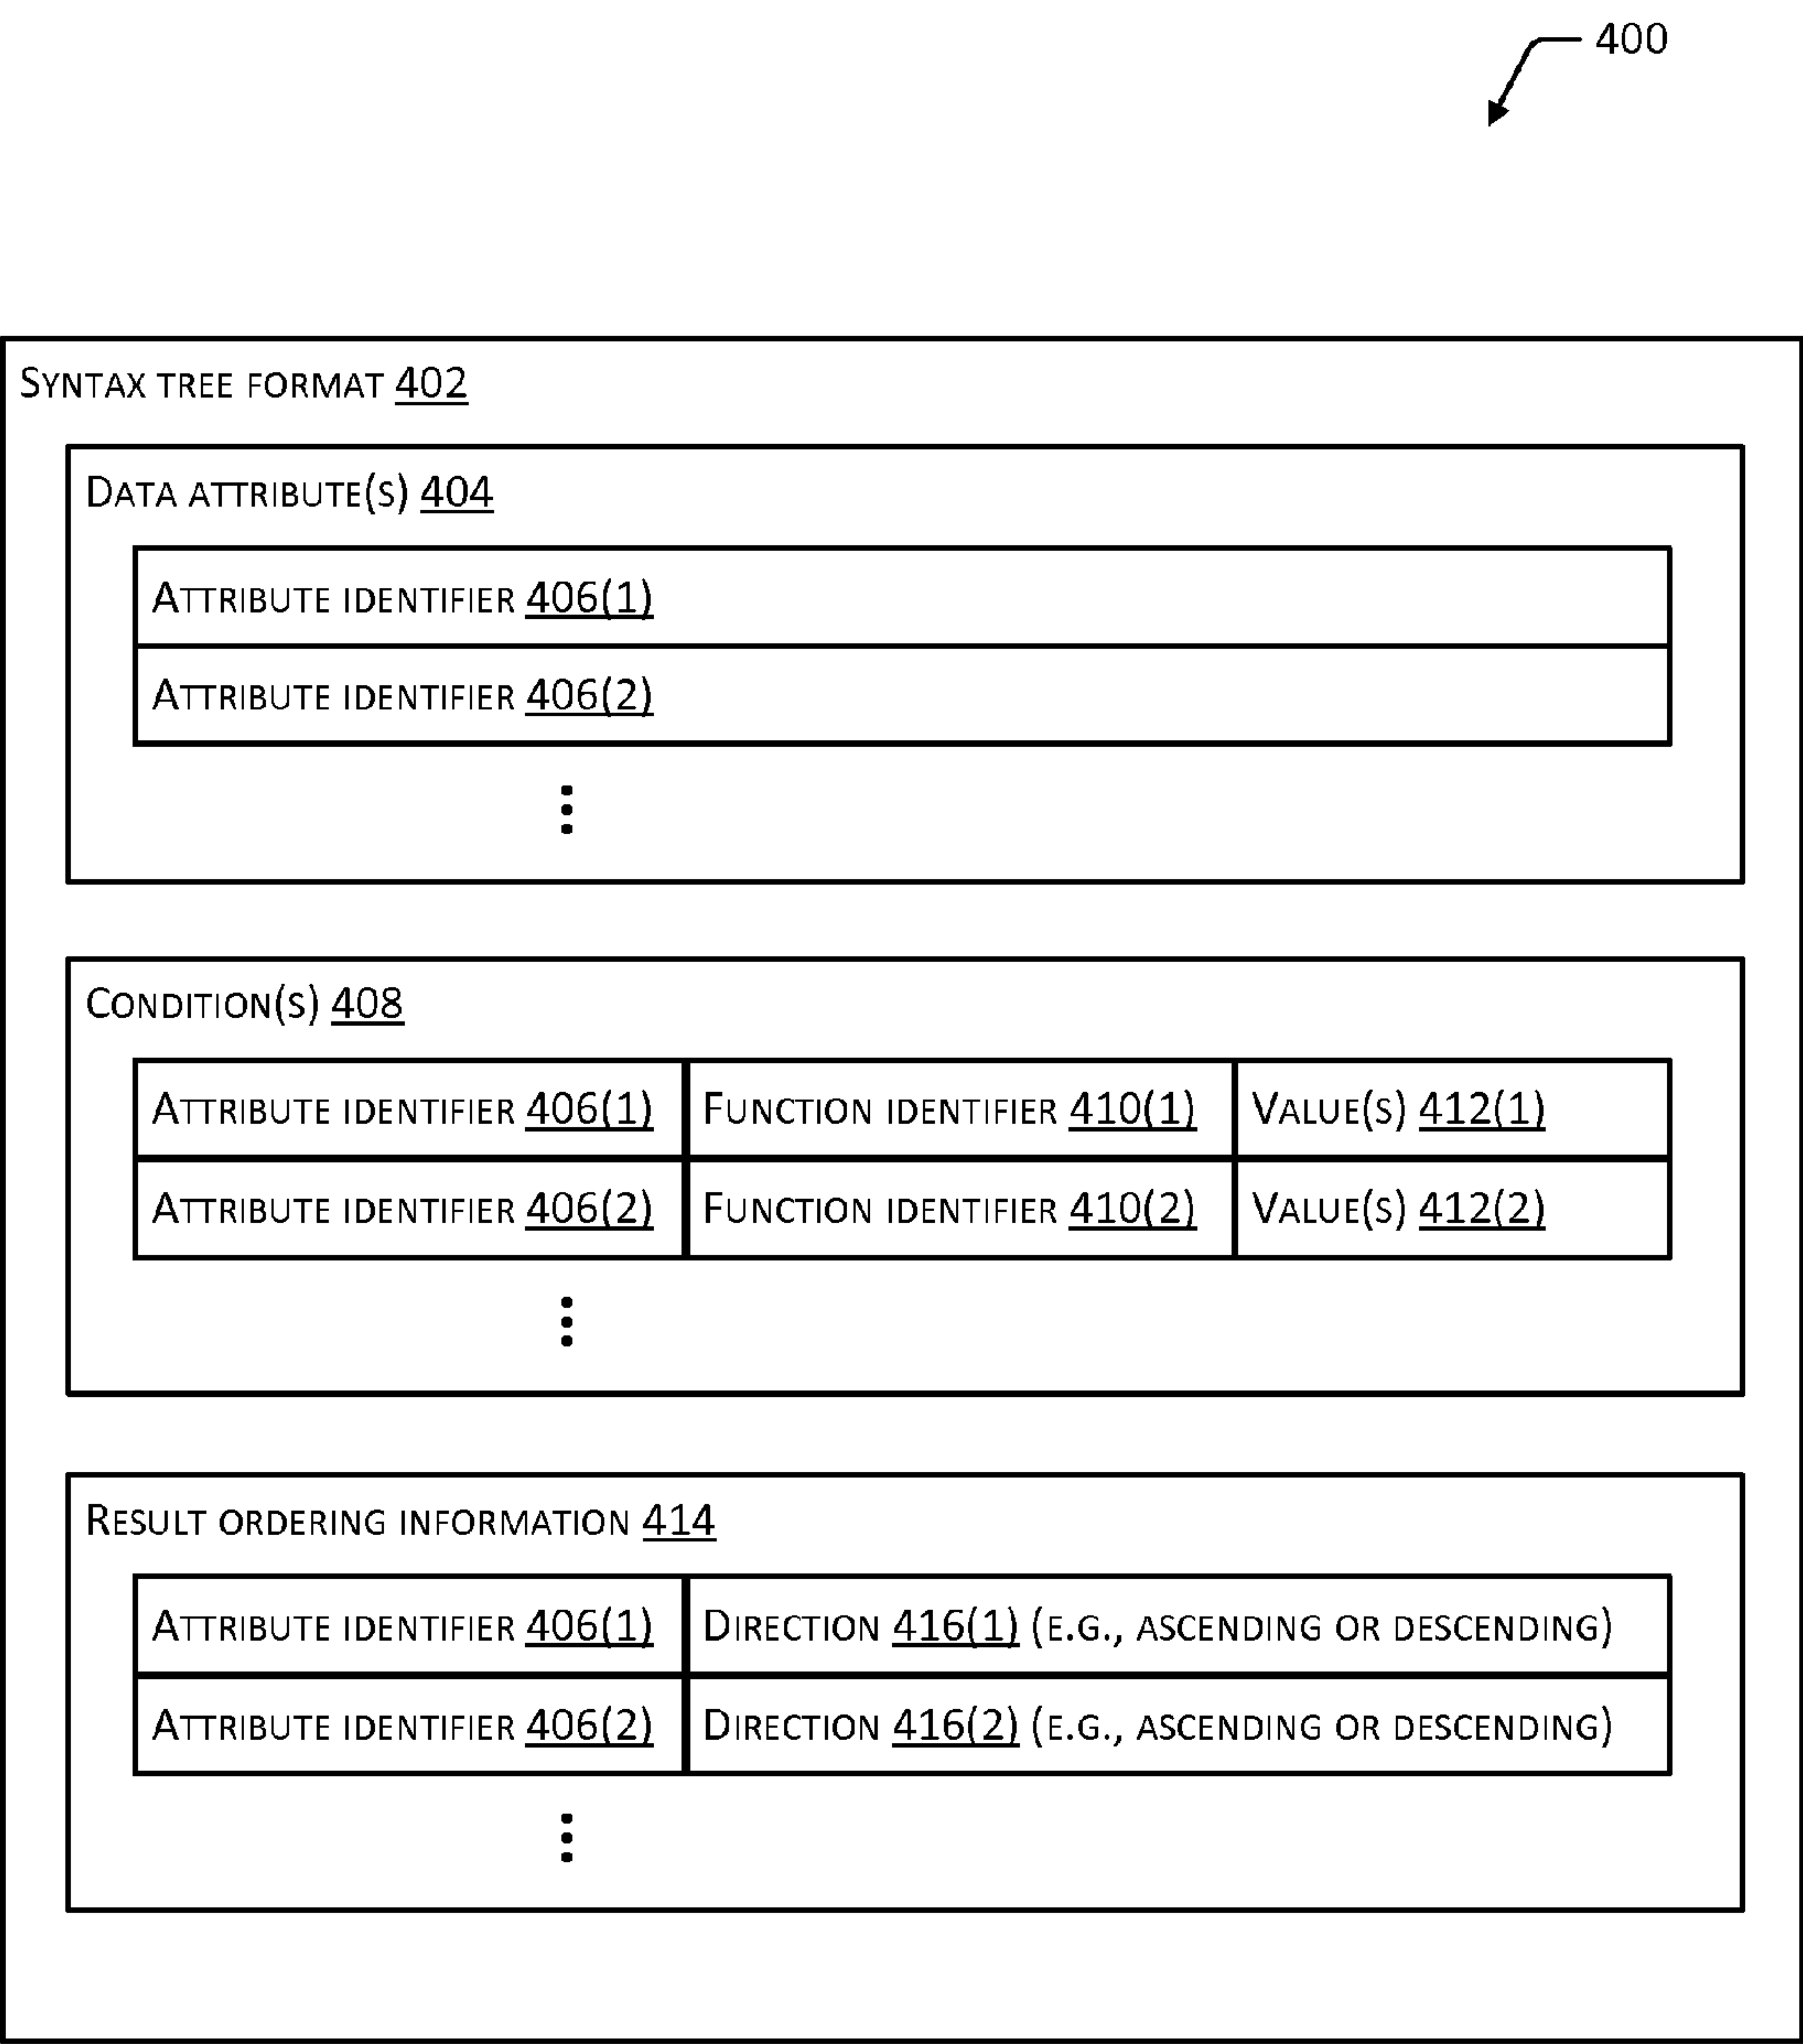 400
SYNTAX TREE FORMAT 402
DATA ATTRIBUTE(S) 404
ATTRIBUTE IDENTIFIER 406(1)
ATTRIBUTE IDENTIFIER 406(2)
CONDITION(S) 408
ATTRIBUTE IDENTIFIER 406(1) FUNCTION IDENTIFIER 410(1) VALUE(S) 412(1)
ATTRIBUTE IDENTIFIER 406(2) FUNCTION IDENTIFIER 410(2) VALUE(S) 412(2)
RESULT ORDERING INFORMATION 414
ATTRIBUTE IDENTIFIER 406(1) DIRECTION 416(1) (E.G., ASCENDING OR DESCENDING)
ATTRIBUTE IDENTIFIER 406(2) DIRECTION 416(2) (E.G., ASCENDING OR DESCENDING)